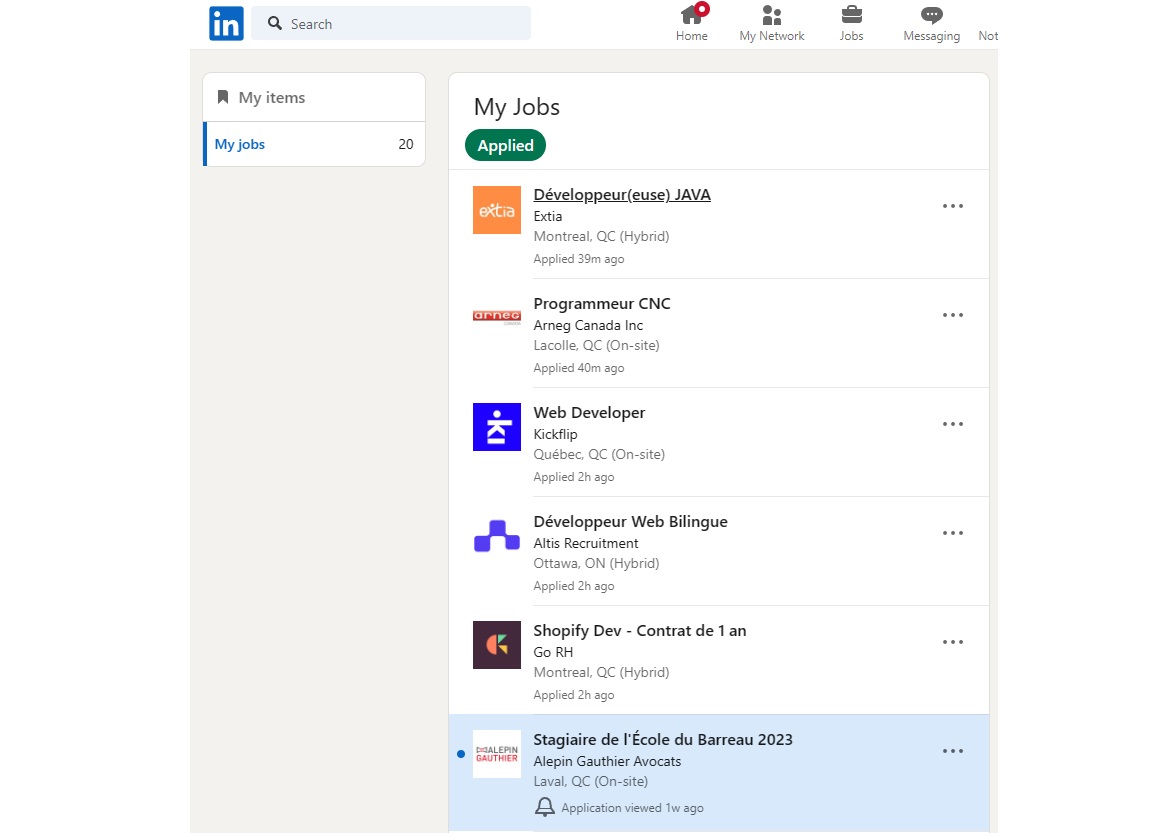 in
Search
Home
My Network
Jobs
Messaging
Not
My items
My jobs 20
My Jobs
Applied
extia
Développeur(euse) JAVA
Extia
Montreal, QC (Hybrid)
Applied 39m ago
arneg
Programmeur CNC
Arneg Canada Inc
Lacolle, QC (On-site)
Applied 40m ago
Web Developer
Kickflip
Québec, QC (On-site)
Applied 2h ago
Développeur Web Bilingue
Altis Recruitment
Ottawa, ON (Hybrid)
Applied 2h ago
Shopify Dev - Contrat de 1 an
Go RH
Montreal, QC (Hybrid)
Applied 2h ago
ALEPIN
GAUTHIER
Stagiaire de l'École du Barreau 2023
Alepin Gauthier Avocats
Laval, QC (On-site)
Application viewed 1w ago